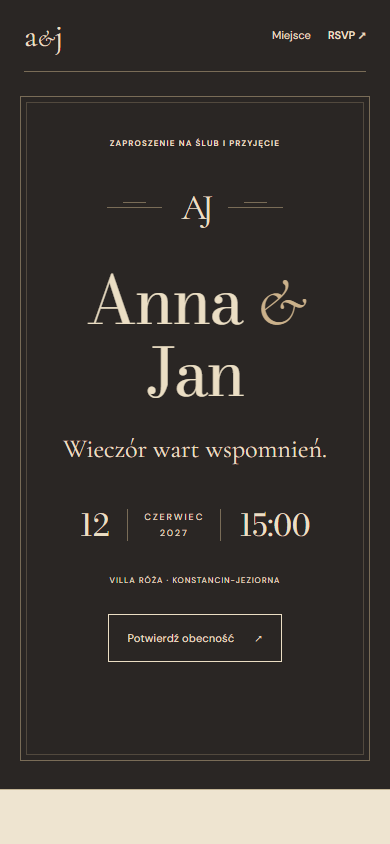 a&j
Miejsce RSVP ↗
ZAPROSZENIE NA ŚLUB I PRZYJĘCIE
AJ
Anna &
Jan
Wieczór wart wspomnień.
12 CZERWIEC 2027 15:00
VILLA RÓŻA · KONSTANCIN-JEZIORNA
Potwierdź obecność ↗